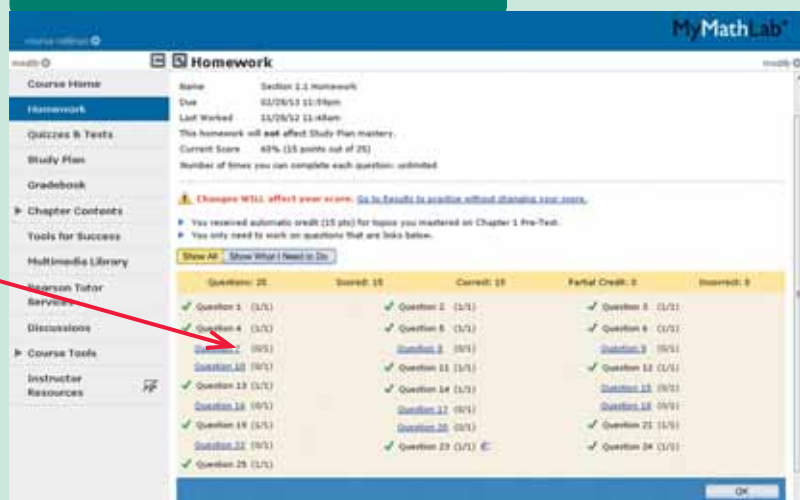 MyMathLab®
Homework
Course Home
Homework
Quizzes & Tests
Study Plan
Gradebook
Chapter Contents
Tools for Success
Multimedia Library
Pearson Tutor
Services
Discussions
Course Tools
Instructor
Resources
Name Section 1.1 Homework
Due 11:59pm
Last Worked 11:48am
This homework will not affect Study Plan mastery.
Current Score 60% (15 points out of 25)
Number of times you can complete each question: unlimited
Changes WILL affect your score. Go to Results to practice without changing your score.
You received automatic credit (15 pts) for topics you mastered on Chapter 1 Pre-Test.
You only need to work on questions that are links below.
Show All Show What I Need to Do
Questions: 25 Scored: 15 Correct: 15 Partial Credit: 0 Incorrect: 0
Question 1 (1/1) Question 2 (1/1) Question 3 (1/1)
Question 4 (1/1) Question 5 (1/1) Question 6 (1/1)
Question 7 (0/1) Question 8 (0/1) Question 9 (0/1)
Question 10 (0/1) Question 11 (1/1) Question 12 (1/1)
Question 13 (1/1) Question 14 (1/1) Question 15 (0/1)
Question 16 (0/1) Question 17 (0/1) Question 18 (0/1)
Question 19 (1/1) Question 20 (0/1) Question 21 (1/1)
Question 22 (0/1) Question 23 (1/1) Question 24 (1/1)
Question 25 (1/1)
OK